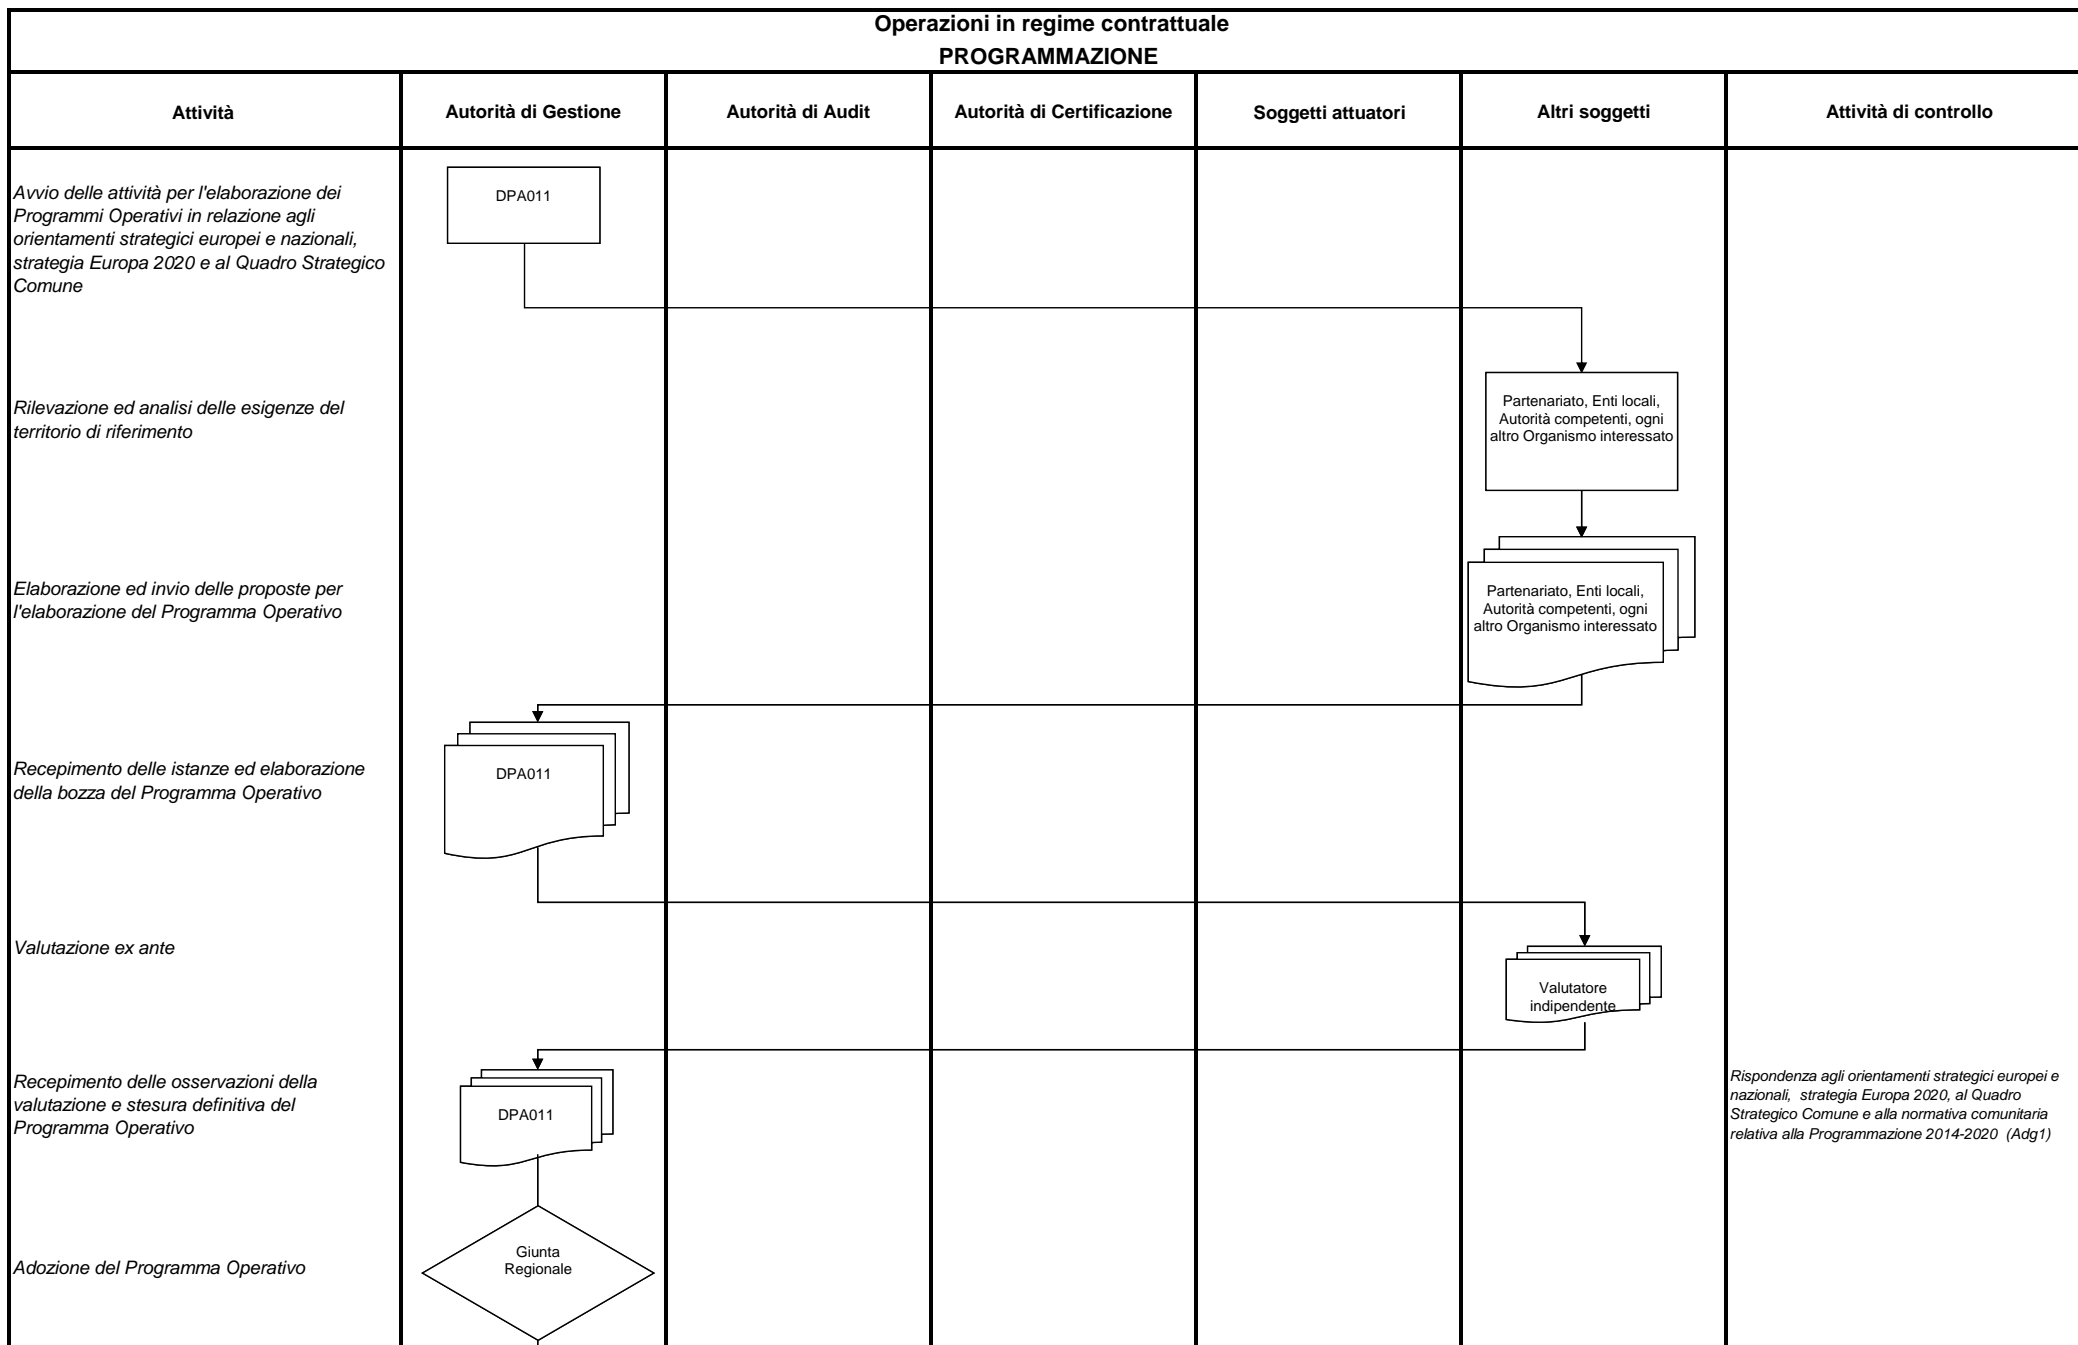 Operazioni in regime contrattuale
PROGRAMMAZIONE
Attività
Autorità di Gestione
Autorità di Audit
Autorità di Certificazione
Soggetti attuatori
Altri soggetti
Attività di controllo
Avvio delle attività per l'elaborazione dei
Programmi Operativi in relazione agli
orientamenti strategici europei e nazionali,
strategia Europa 2020 e al Quadro Strategico
Comune
DPA011
Rilevazione ed analisi delle esigenze del
territorio di riferimento
Partenariato, Enti locali,
Autorità competenti, ogni
altro Organismo interessato
Elaborazione ed invio delle proposte per
l'elaborazione del Programma Operativo
Partenariato, Enti locali,
Autorità competenti, ogni
altro Organismo interessato
Recepimento delle istanze ed elaborazione
della bozza del Programma Operativo
DPA011
Valutazione ex ante
Valutatore
indipendente
Recepimento delle osservazioni della
valutazione e stesura definitiva del
Programma Operativo
DPA011
Rispondenza agli orientamenti strategici europei e
nazionali, strategia Europa 2020, al Quadro
Strategico Comune e alla normativa comunitaria
relativa alla Programmazione 2014-2020 (Adg1)
Adozione del Programma Operativo
Giunta
Regionale